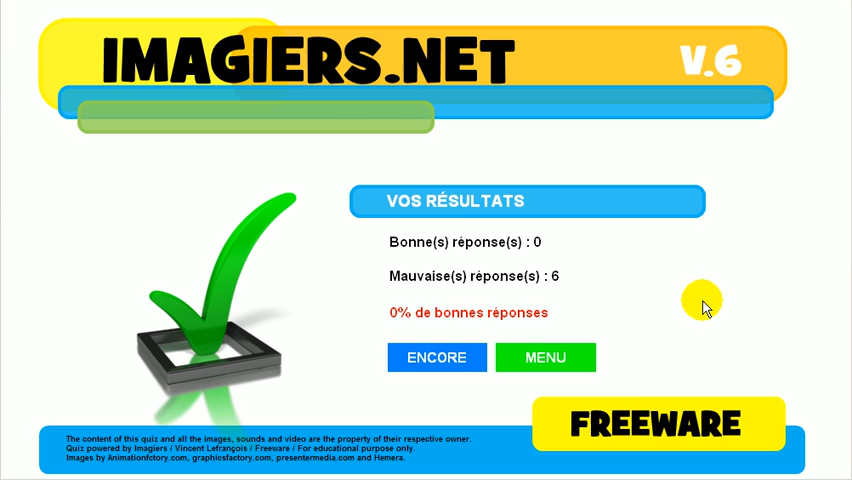 IMAGIERS.NET
V.6
VOS RÉSULTATS
Bonne(s) réponse(s) : 0
Mauvaise(s) réponse(s) : 6
0% de bonnes réponses
ENCORE
MENU
FREEWARE
The content of this quiz and all the images, sounds and video are the property of their respective owner.
Quiz powered by Imagiers / Vincent Lefrançois / Freeware / For educational purpose only.
Images by Animationfctory.com, graphicsfactory.com, presentermedia.com and Hemera.